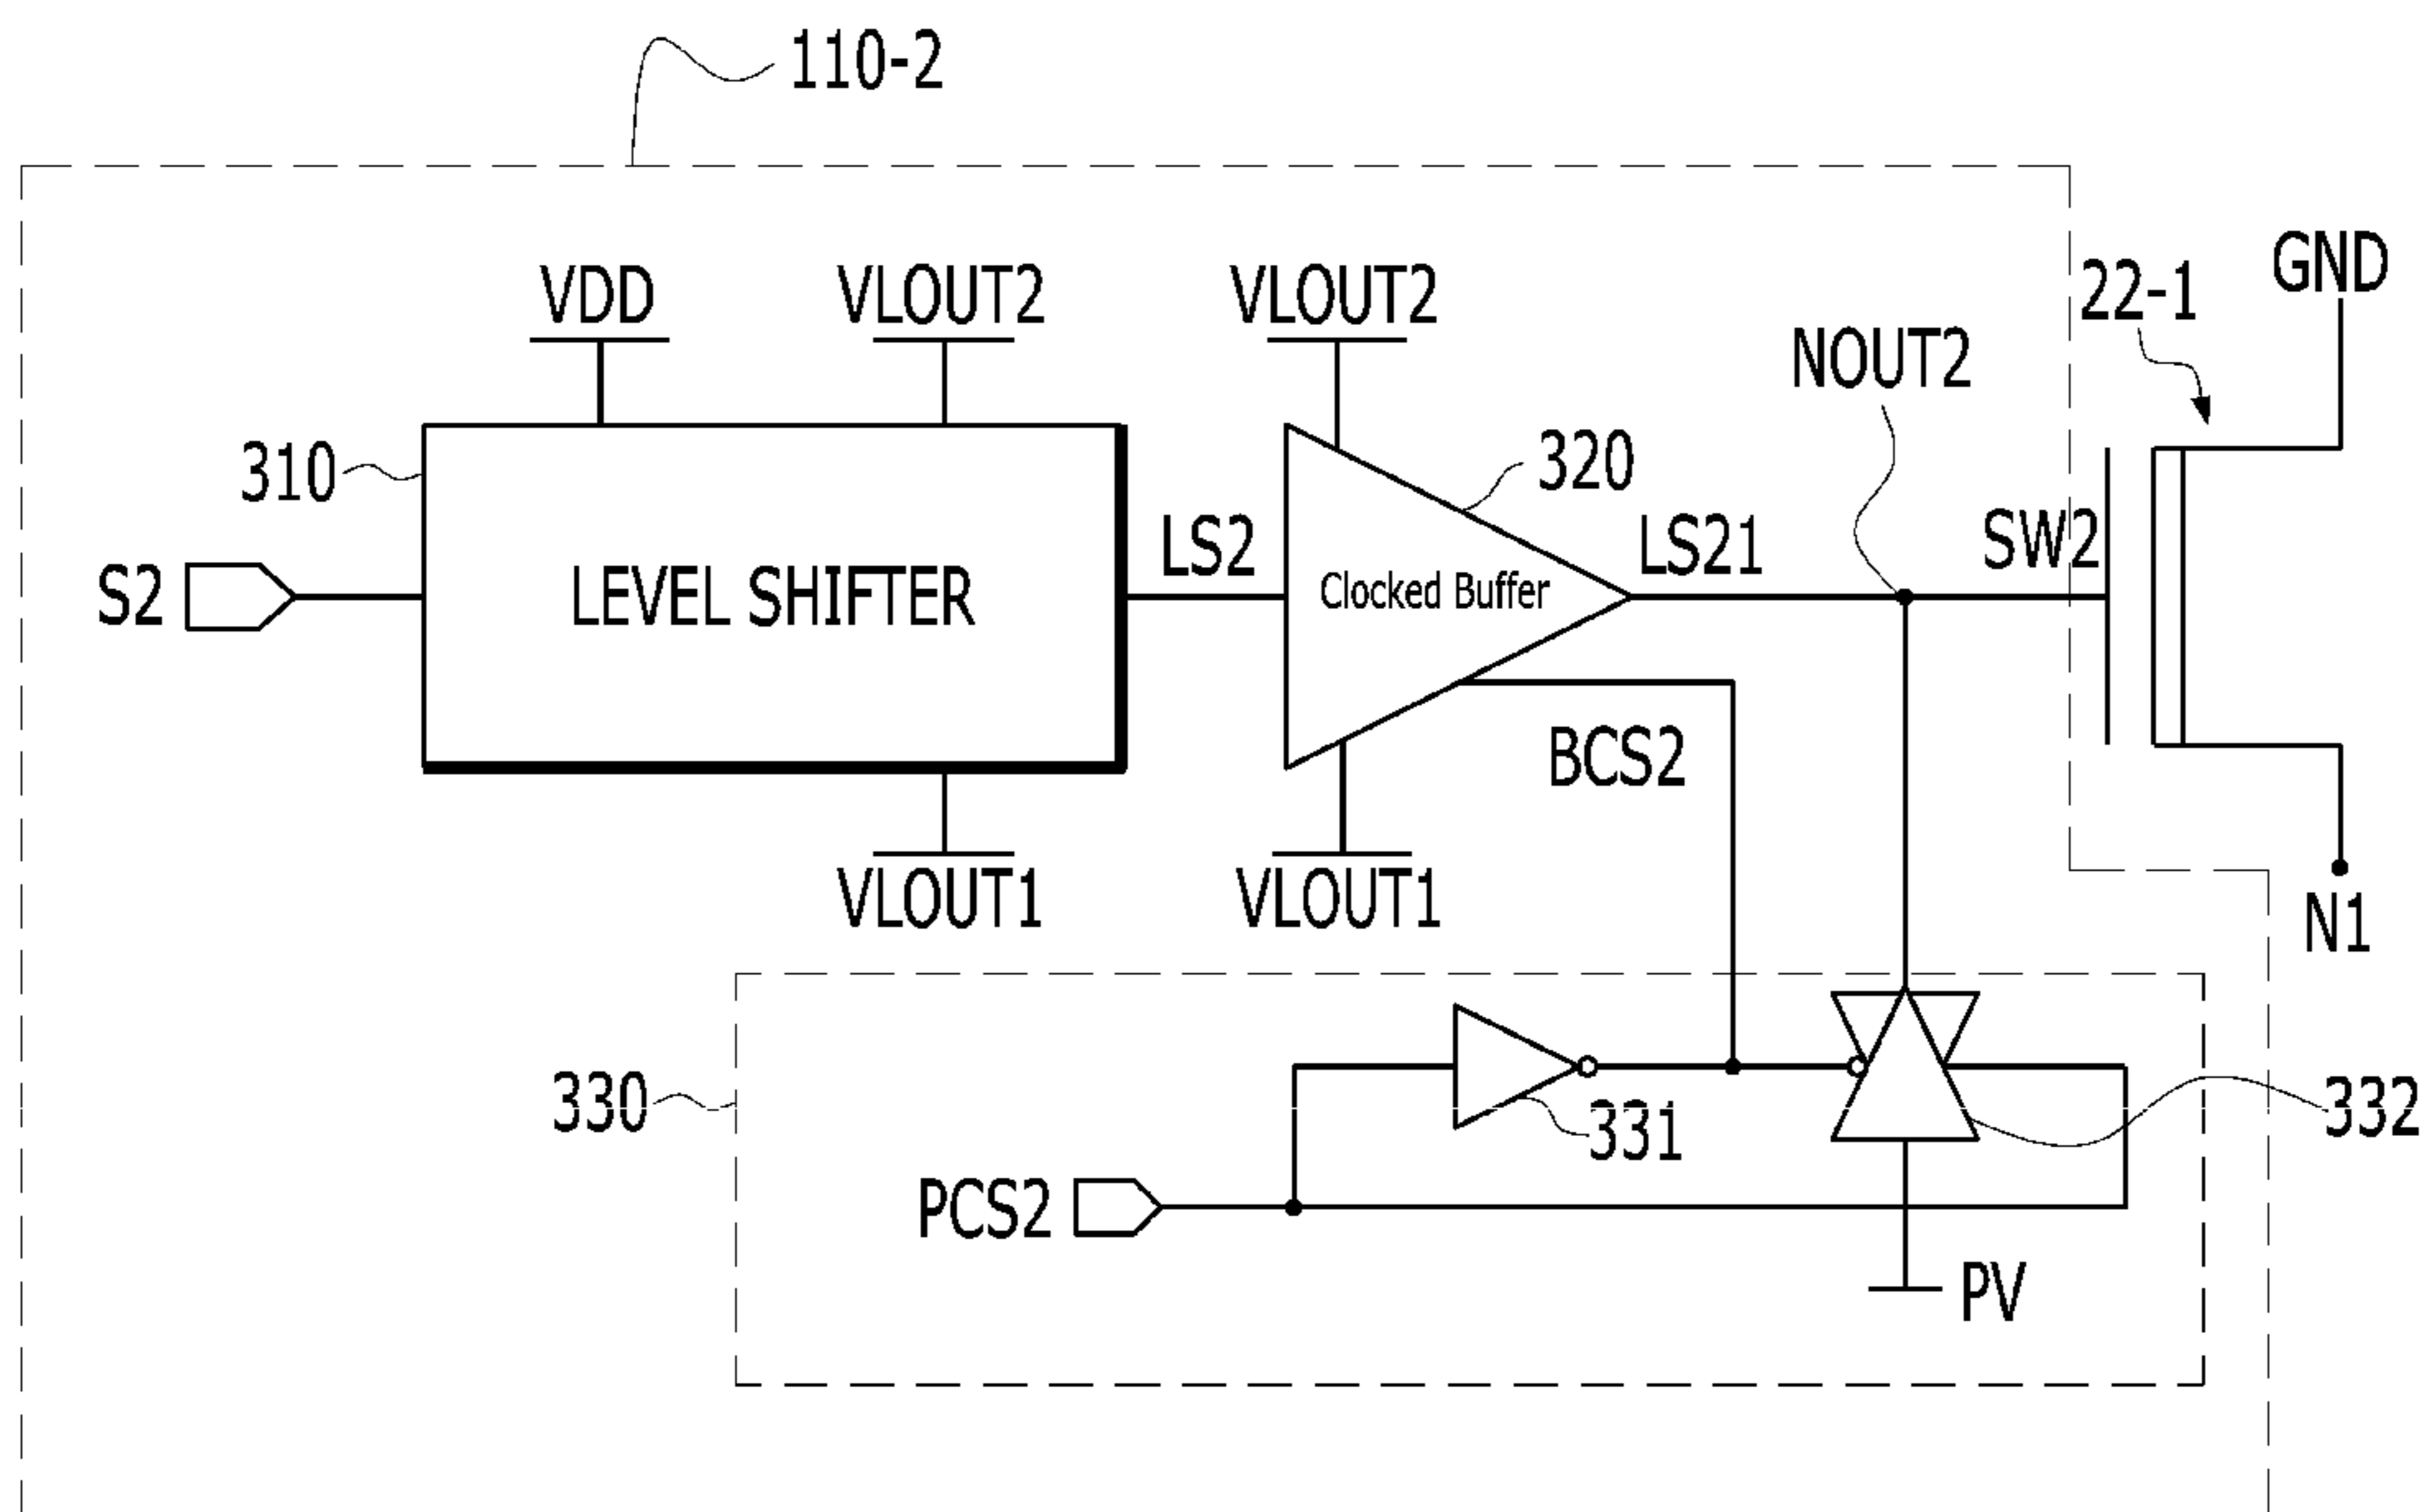 110-2
VDD
VLOUT2
VLOUT2
NOUT2
22-1
GND
310
320
S2
LEVEL SHIFTER
LS2
Clocked Buffer
LS21
SW2
BCS2
VLOUT1
VLOUT1
N1
330
331
332
PCS2
PV